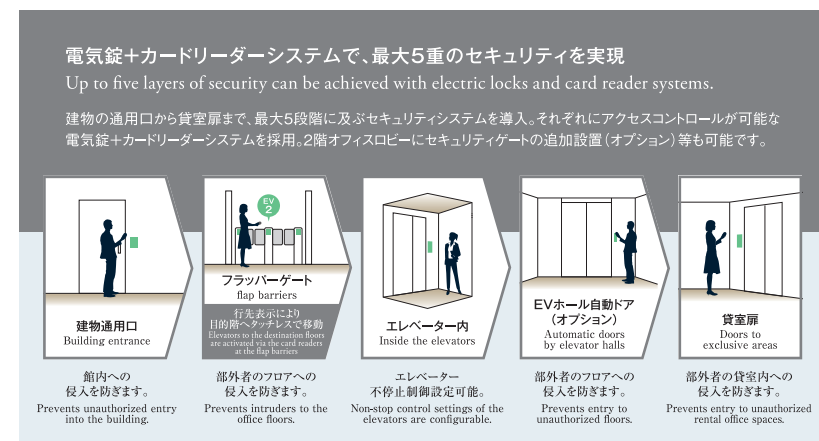 電気錠＋カードリーダーシステムで、最大5重のセキュリティを実現
Up to five layers of security can be achieved with electric locks and card reader systems.
建物の通用口から貸室扉まで、最大5段階に及ぶセキュリティシステムを導入。それぞれにアクセスコントロールが可能な
電気錠＋カードリーダーシステムを採用。2階オフィスロビーにセキュリティゲートの追加設置（オプション）等も可能です。
建物通用口
Building entrance
館内への
侵入を防ぎます。
Prevents unauthorized entry
into the building.
EV
2
フラッパーゲート
flap barriers
行先表示により
目的階へタッチレスで移動
Elevators to the destination floors
are activated via the card readers
at the flap barriers
部外者のフロアへの
侵入を防ぎます。
Prevents intruders to the
office floors.
エレベーター内
Inside the elevators
エレベーター
不停止制御設定可能。
Non-stop control settings of the
elevators are configurable.
EVホール自動ドア
（オプション）
Automatic doors
by elevator halls
部外者のフロアへの
侵入を防ぎます。
Prevents entry to
unauthorized floors.
貸室扉
Doors to
exclusive areas
部外者の貸室内への
侵入を防ぎます。
Prevents entry to unauthorized
rental office spaces.